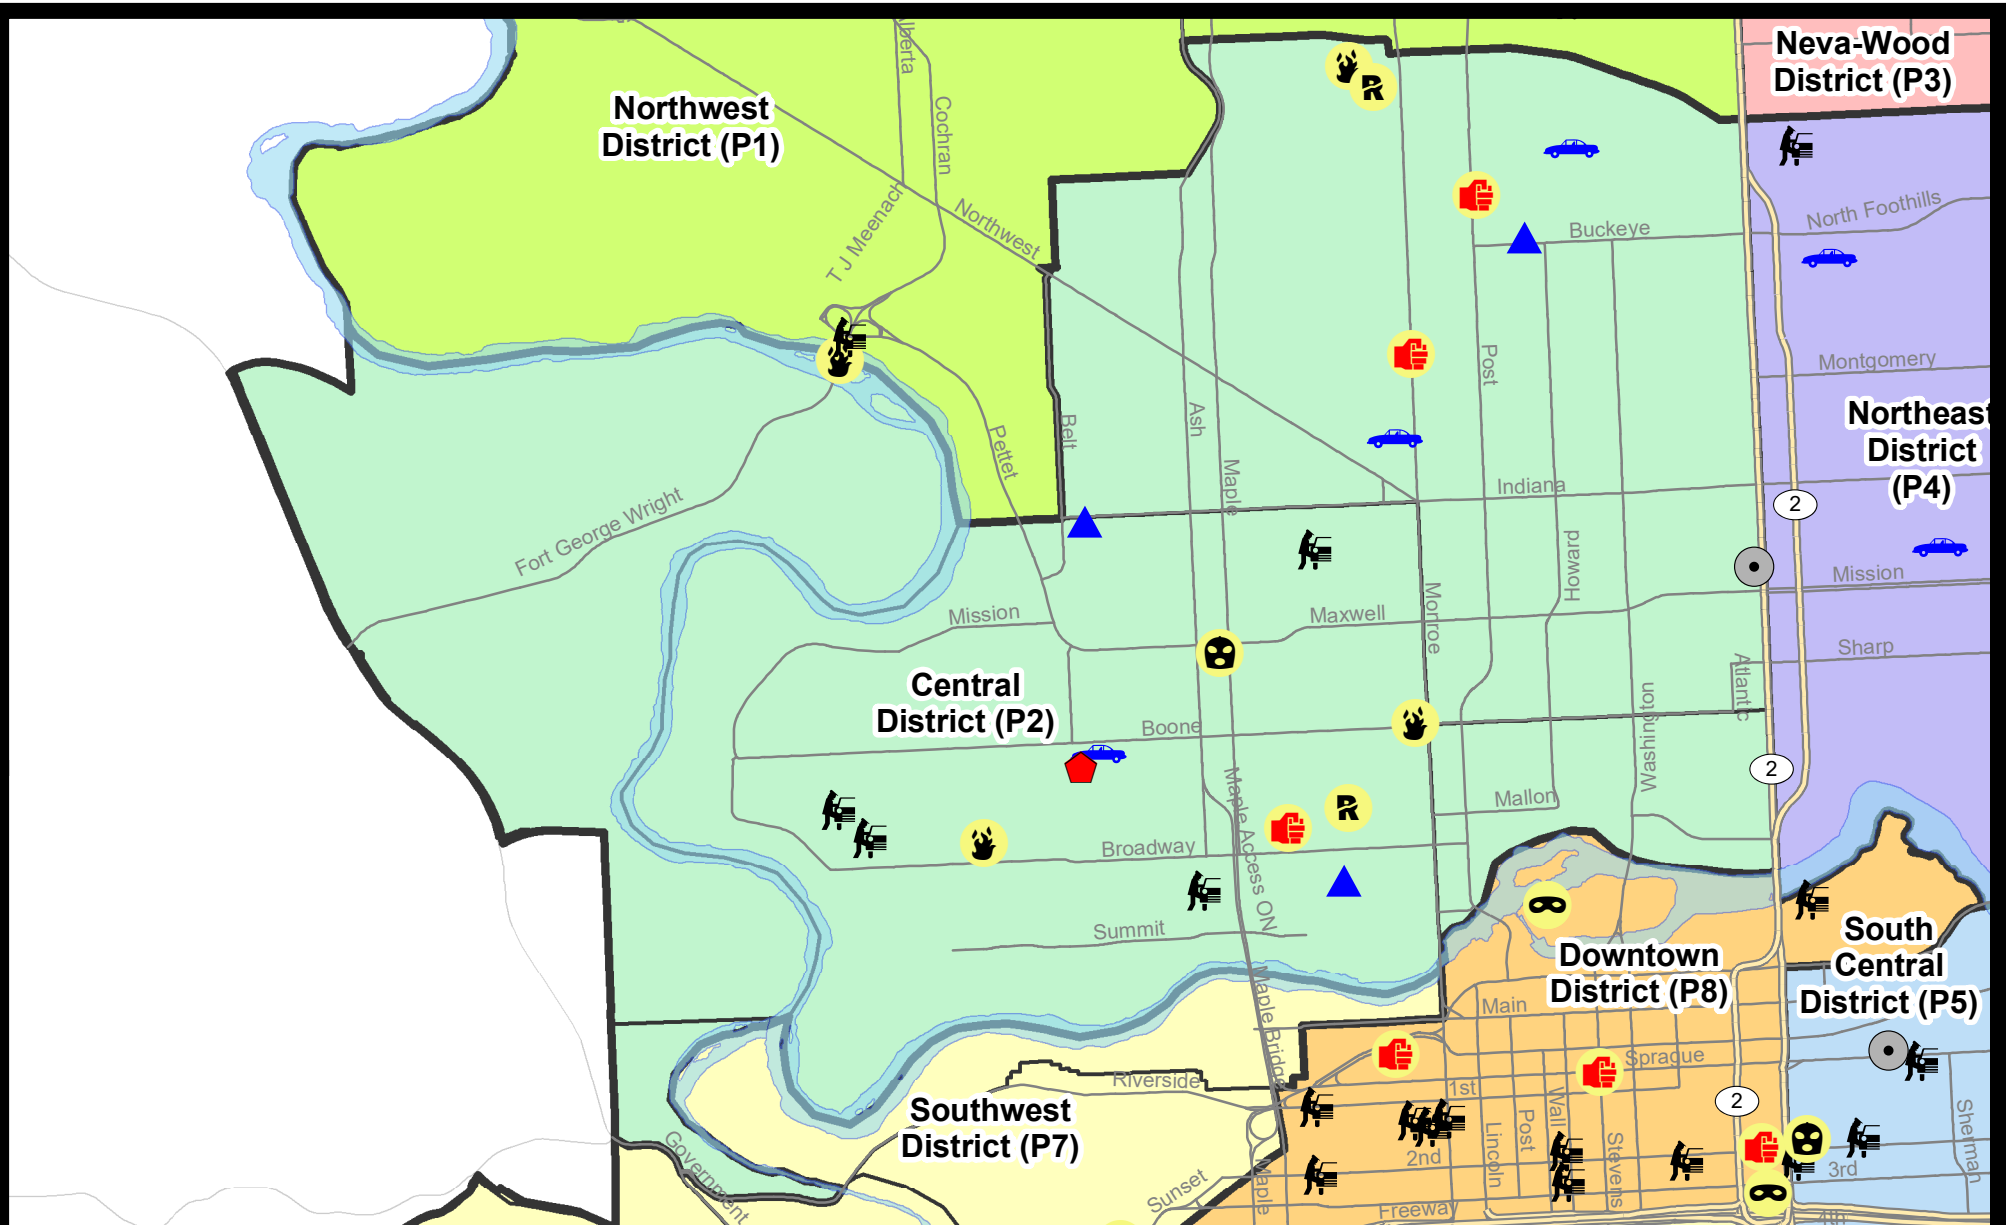 Neva-Wood
District (P3)
Northwest
District (P1)
Cochran
T J Meenach
Northwest
North Foothills
Buckeye
Post
Montgomery
Northeast
District
(P4)
Belt
Ash
Maple
Pettet
Indiana
2
Fort George Wright
Howard
Mission
Mission
Maxwell
Monroe
Sharp
Atlantic
Central
District (P2)
Boone
Washington
2
Maple Access ON
Mallon
Broadway
Summit
South
Central
District (P5)
Downtown
District (P8)
Maple Bridge
Main
Sprague
Riverside
1st
2
Southwest
District (P7)
Wall
Post
Lincoln
Stevens
Sherman
2nd
3rd
Government
Sunset
Maple
Freeway
4th
R
R